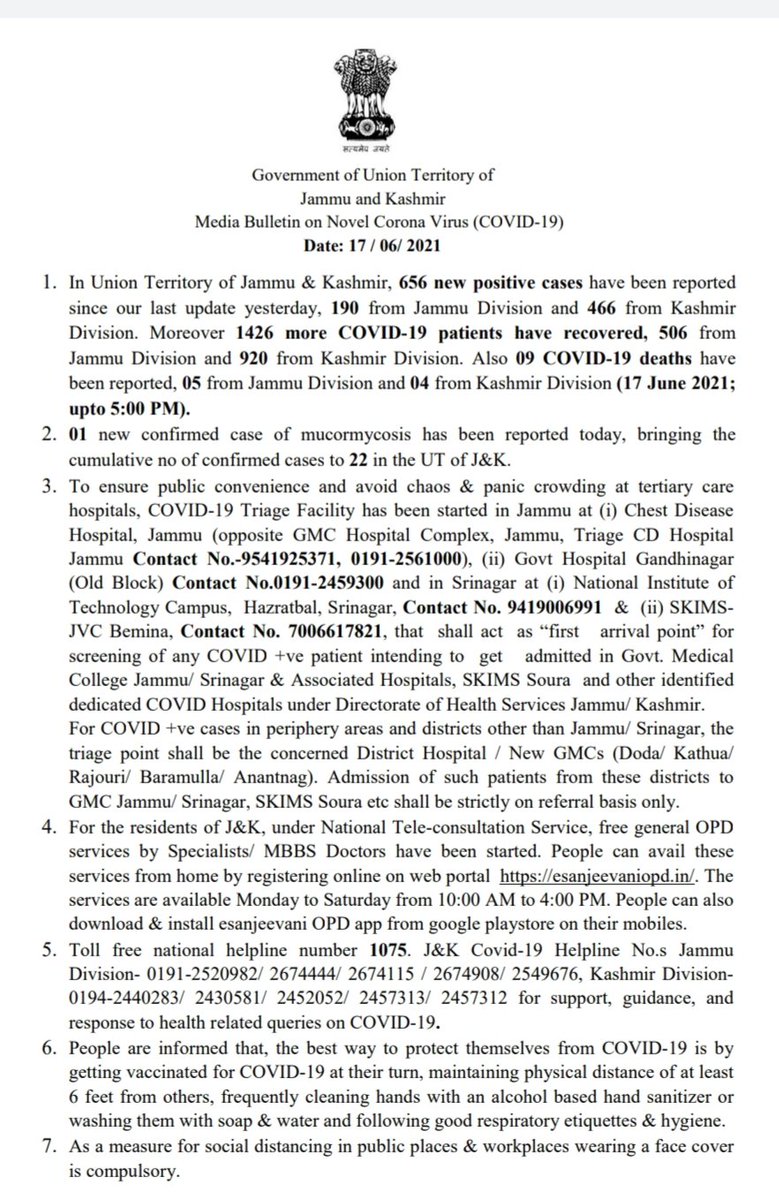 सत्यमेव जयते
Government of Union Territory of
Jammu and Kashmir
Media Bulletin on Novel Corona Virus (COVID-19)
Date: 17 / 06/ 2021
1. In Union Territory of Jammu & Kashmir, 656 new positive cases have been reported
since our last update yesterday, 190 from Jammu Division and 466 from Kashmir
Division. Moreover 1426 more COVID-19 patients have recovered, 506 from
Jammu Division and 920 from Kashmir Division. Also 09 COVID-19 deaths have
been reported, 05 from Jammu Division and 04 from Kashmir Division (17 June 2021;
upto 5:00 PM).
2. 01 new confirmed case of mucormycosis has been reported today, bringing the
cumulative no of confirmed cases to 22 in the UT of J&K.
3. To ensure public convenience and avoid chaos & panic crowding at tertiary care
hospitals, COVID-19 Triage Facility has been started in Jammu at (i) Chest Disease
Hospital, Jammu (opposite GMC Hospital Complex, Jammu, Triage CD Hospital
Jammu Contact No.-9541925371, 0191-2561000), (ii) Govt Hospital Gandhinagar
(Old Block) Contact No.0191-2459300 and in Srinagar at (i) National Institute of
Technology Campus, Hazratbal, Srinagar, Contact No. 9419006991 & (ii) SKIMS-
JVC Bemina, Contact No. 7006617821, that shall act as “first arrival point” for
screening of any COVID +ve patient intending to get admitted in Govt. Medical
College Jammu/ Srinagar & Associated Hospitals, SKIMS Soura and other identified
dedicated COVID Hospitals under Directorate of Health Services Jammu/ Kashmir.
For COVID +ve cases in periphery areas and districts other than Jammu/ Srinagar, the
triage point shall be the concerned District Hospital / New GMCs (Doda/ Kathua/
Rajouri/ Baramulla/ Anantnag). Admission of such patients from these districts to
GMC Jammu/ Srinagar, SKIMS Soura etc shall be strictly on referral basis only.
4. For the residents of J&K, under National Tele-consultation Service, free general OPD
services by Specialists/ MBBS Doctors have been started. People can avail these
services from home by registering online on web portal https://esanjeevaniopd.in/. The
services are available Monday to Saturday from 10:00 AM to 4:00 PM. People can also
download & install esanjeevani OPD app from google playstore on their mobiles.
5. Toll free national helpline number 1075. J&K Covid-19 Helpline No.s Jammu
Division- 0191-2520982/ 2674444/ 2674115 / 2674908/ 2549676, Kashmir Division-
0194-2440283/ 2430581/ 2452052/ 2457313/ 2457312 for support, guidance, and
response to health related queries on COVID-19.
6. People are informed that, the best way to protect themselves from COVID-19 is by
getting vaccinated for COVID-19 at their turn, maintaining physical distance of at least
6 feet from others, frequently cleaning hands with an alcohol based hand sanitizer or
washing them with soap & water and following good respiratory etiquettes & hygiene.
7. As a measure for social distancing in public places & workplaces wearing a face cover
is compulsory.